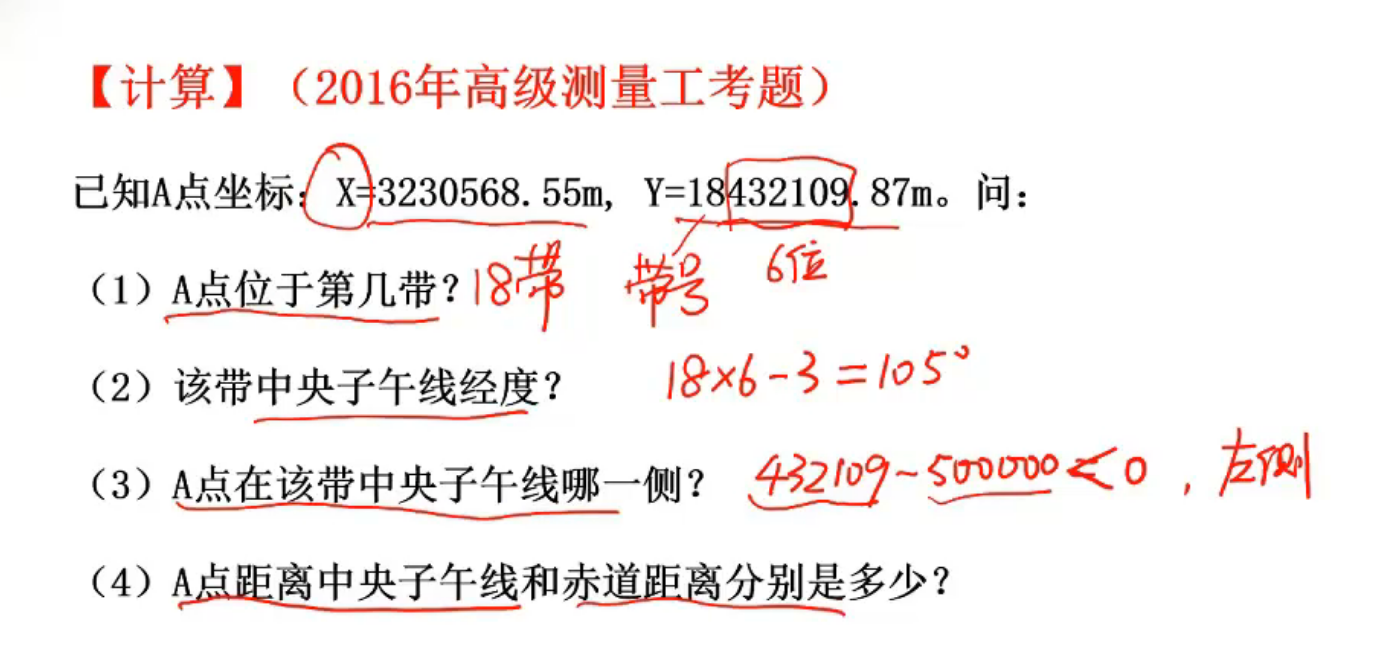 【计算】（2016年高级测量工考题）
已知A点坐标：X=3230568.55m，Y=18432109.87m。问：
（1）A点位于第几带？18带 带号 6位
（2）该带中央子午线经度？ 18×6-3=105°
（3）A点在该带中央子午线哪一侧？ 432109-500000<0，左侧
（4）A点距离中央子午线和赤道距离分别是多少？